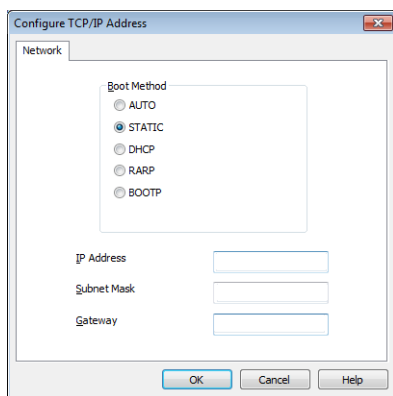 Configure TCP/IP Address
Network
Boot Method
AUTO
STATIC
DHCP
RARP
BOOTP
IP Address
Subnet Mask
Gateway
OK Cancel Help